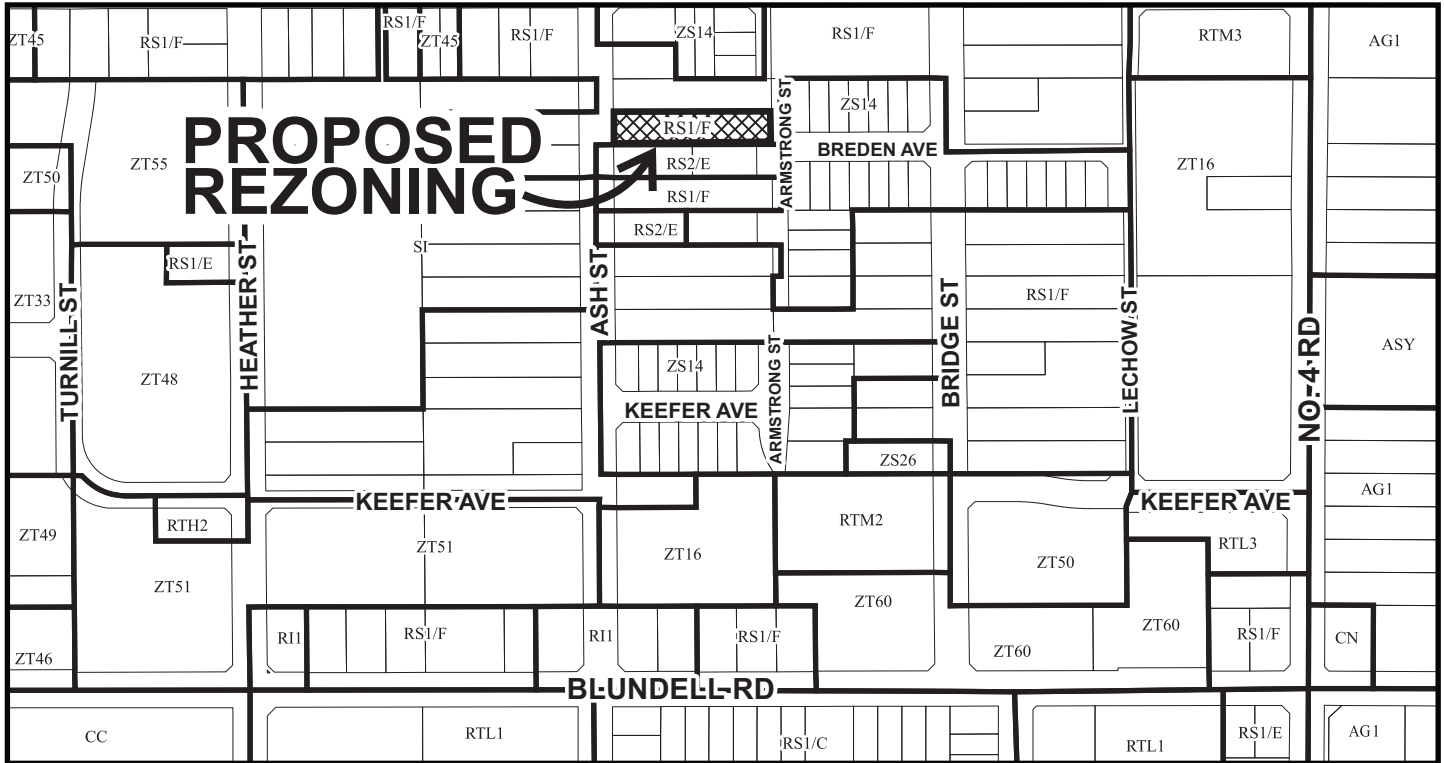 ZT45
RS1/F
RS1/F
ZT45
RS1/F
ZS14
RS1/F
RTM3
AG1
PROPOSED
REZONING
RS1/F
ARMSTRONG ST
ZS14
BREDEN AVE
ZT50
ZT55
RS2/E
RS1/F
ZT16
RS2/E
SI
RS1/E
HEATHER ST
ASH ST
ZT33
TURNILL ST
ZT48
RS1/F
BRIDGE ST
LECHOW ST
NO. 4 RD
ASY
ZS14
ARMSTRONG ST
KEEFER AVE
ZS26
KEEFER AVE
KEEFER AVE
AG1
ZT49
RTH2
ZT51
ZT16
RTM2
RTL3
ZT51
ZT50
ZT60
ZT60
ZT60
RI1
RS1/F
RI1
RS1/F
RS1/F
CN
ZT46
BLUNDELL RD
CC
RTL1
RS1/C
RTL1
RS1/E
AG1